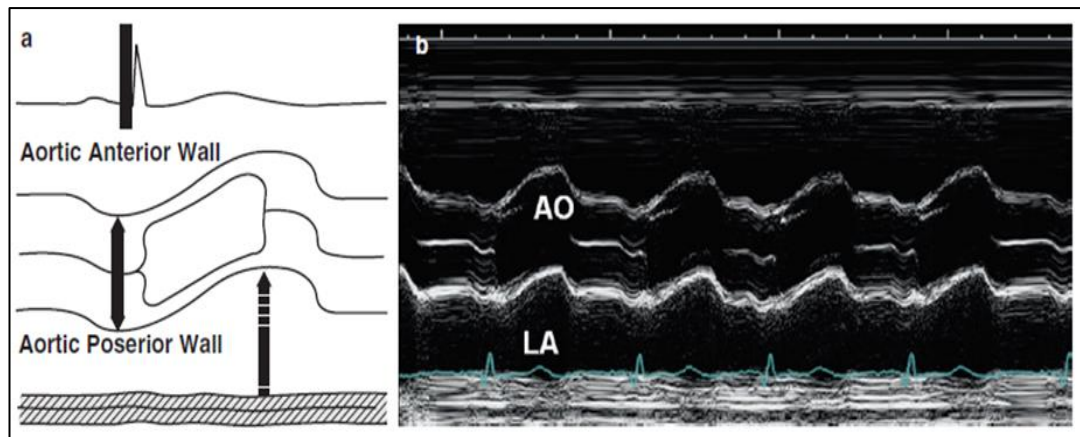 a
Aortic Anterior Wall
Aortic Poserior Wall
b
AO
LA